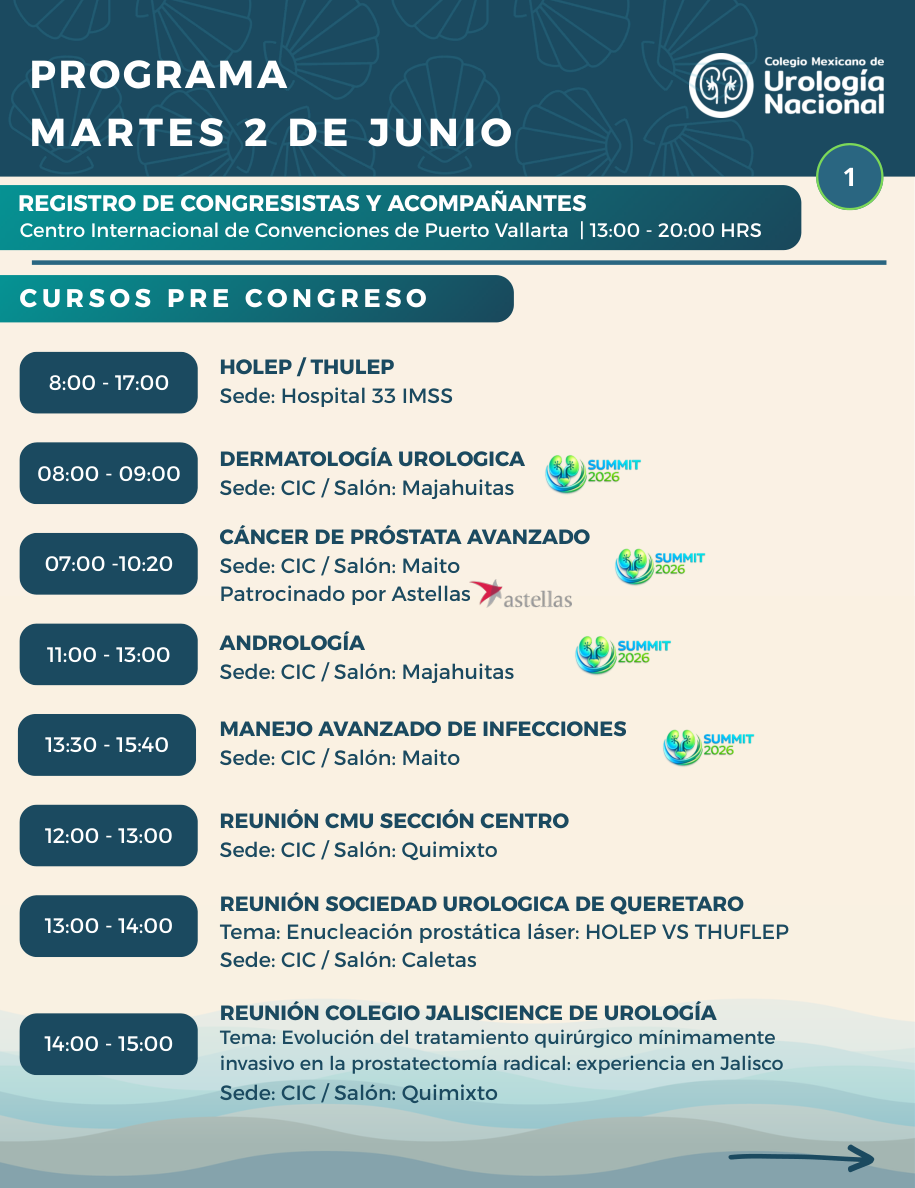 PROGRAMA
MARTES 2 DE JUNIO
Colegio Mexicano de
Urología
Nacional
1
REGISTRO DE CONGRESISTAS Y ACOMPAÑANTES
Centro Internacional de Convenciones de Puerto Vallarta | 13:00 - 20:00 HRS
CURSOS PRE CONGRESO
8:00 - 17:00
HOLEP / THULEP
Sede: Hospital 33 IMSS
08:00 - 09:00
DERMATOLOGÍA UROLOGICA
Sede: CIC / Salón: Majahuitas
SUMMIT
2026
07:00 -10:20
CÁNCER DE PRÓSTATA AVANZADO
Sede: CIC / Salón: Maito
Patrocinado por Astellas
astellas
SUMMIT
2026
11:00 - 13:00
ANDROLOGÍA
Sede: CIC / Salón: Majahuitas
SUMMIT
2026
13:30 - 15:40
MANEJO AVANZADO DE INFECCIONES
Sede: CIC / Salón: Maito
SUMMIT
2026
12:00 - 13:00
REUNIÓN CMU SECCIÓN CENTRO
Sede: CIC / Salón: Quimixto
13:00 - 14:00
REUNIÓN SOCIEDAD UROLOGICA DE QUERETARO
Tema: Enucleación prostática láser: HOLEP VS THUFLEP
Sede: CIC / Salón: Caletas
14:00 - 15:00
REUNIÓN COLEGIO JALISCIENCE DE UROLOGÍA
Tema: Evolución del tratamiento quirúrgico mínimamente
invasivo en la prostatectomía radical: experiencia en Jalisco
Sede: CIC / Salón: Quimixto